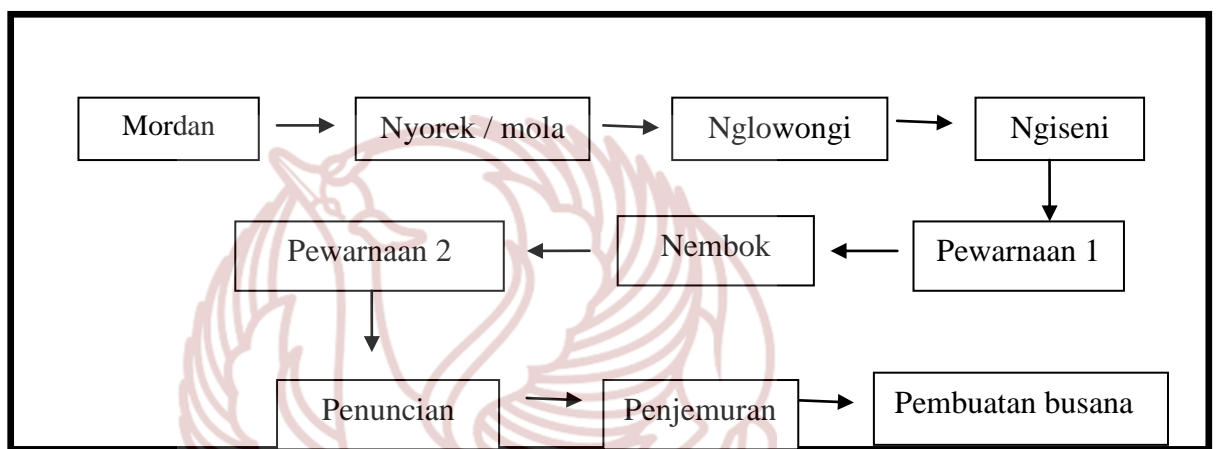 Mordan
Nyorek / mola
Nglowongi
Ngiseni
Pewarnaan 1
Nembok
Pewarnaan 2
Penuncian
Penjemuran
Pembuatan busana